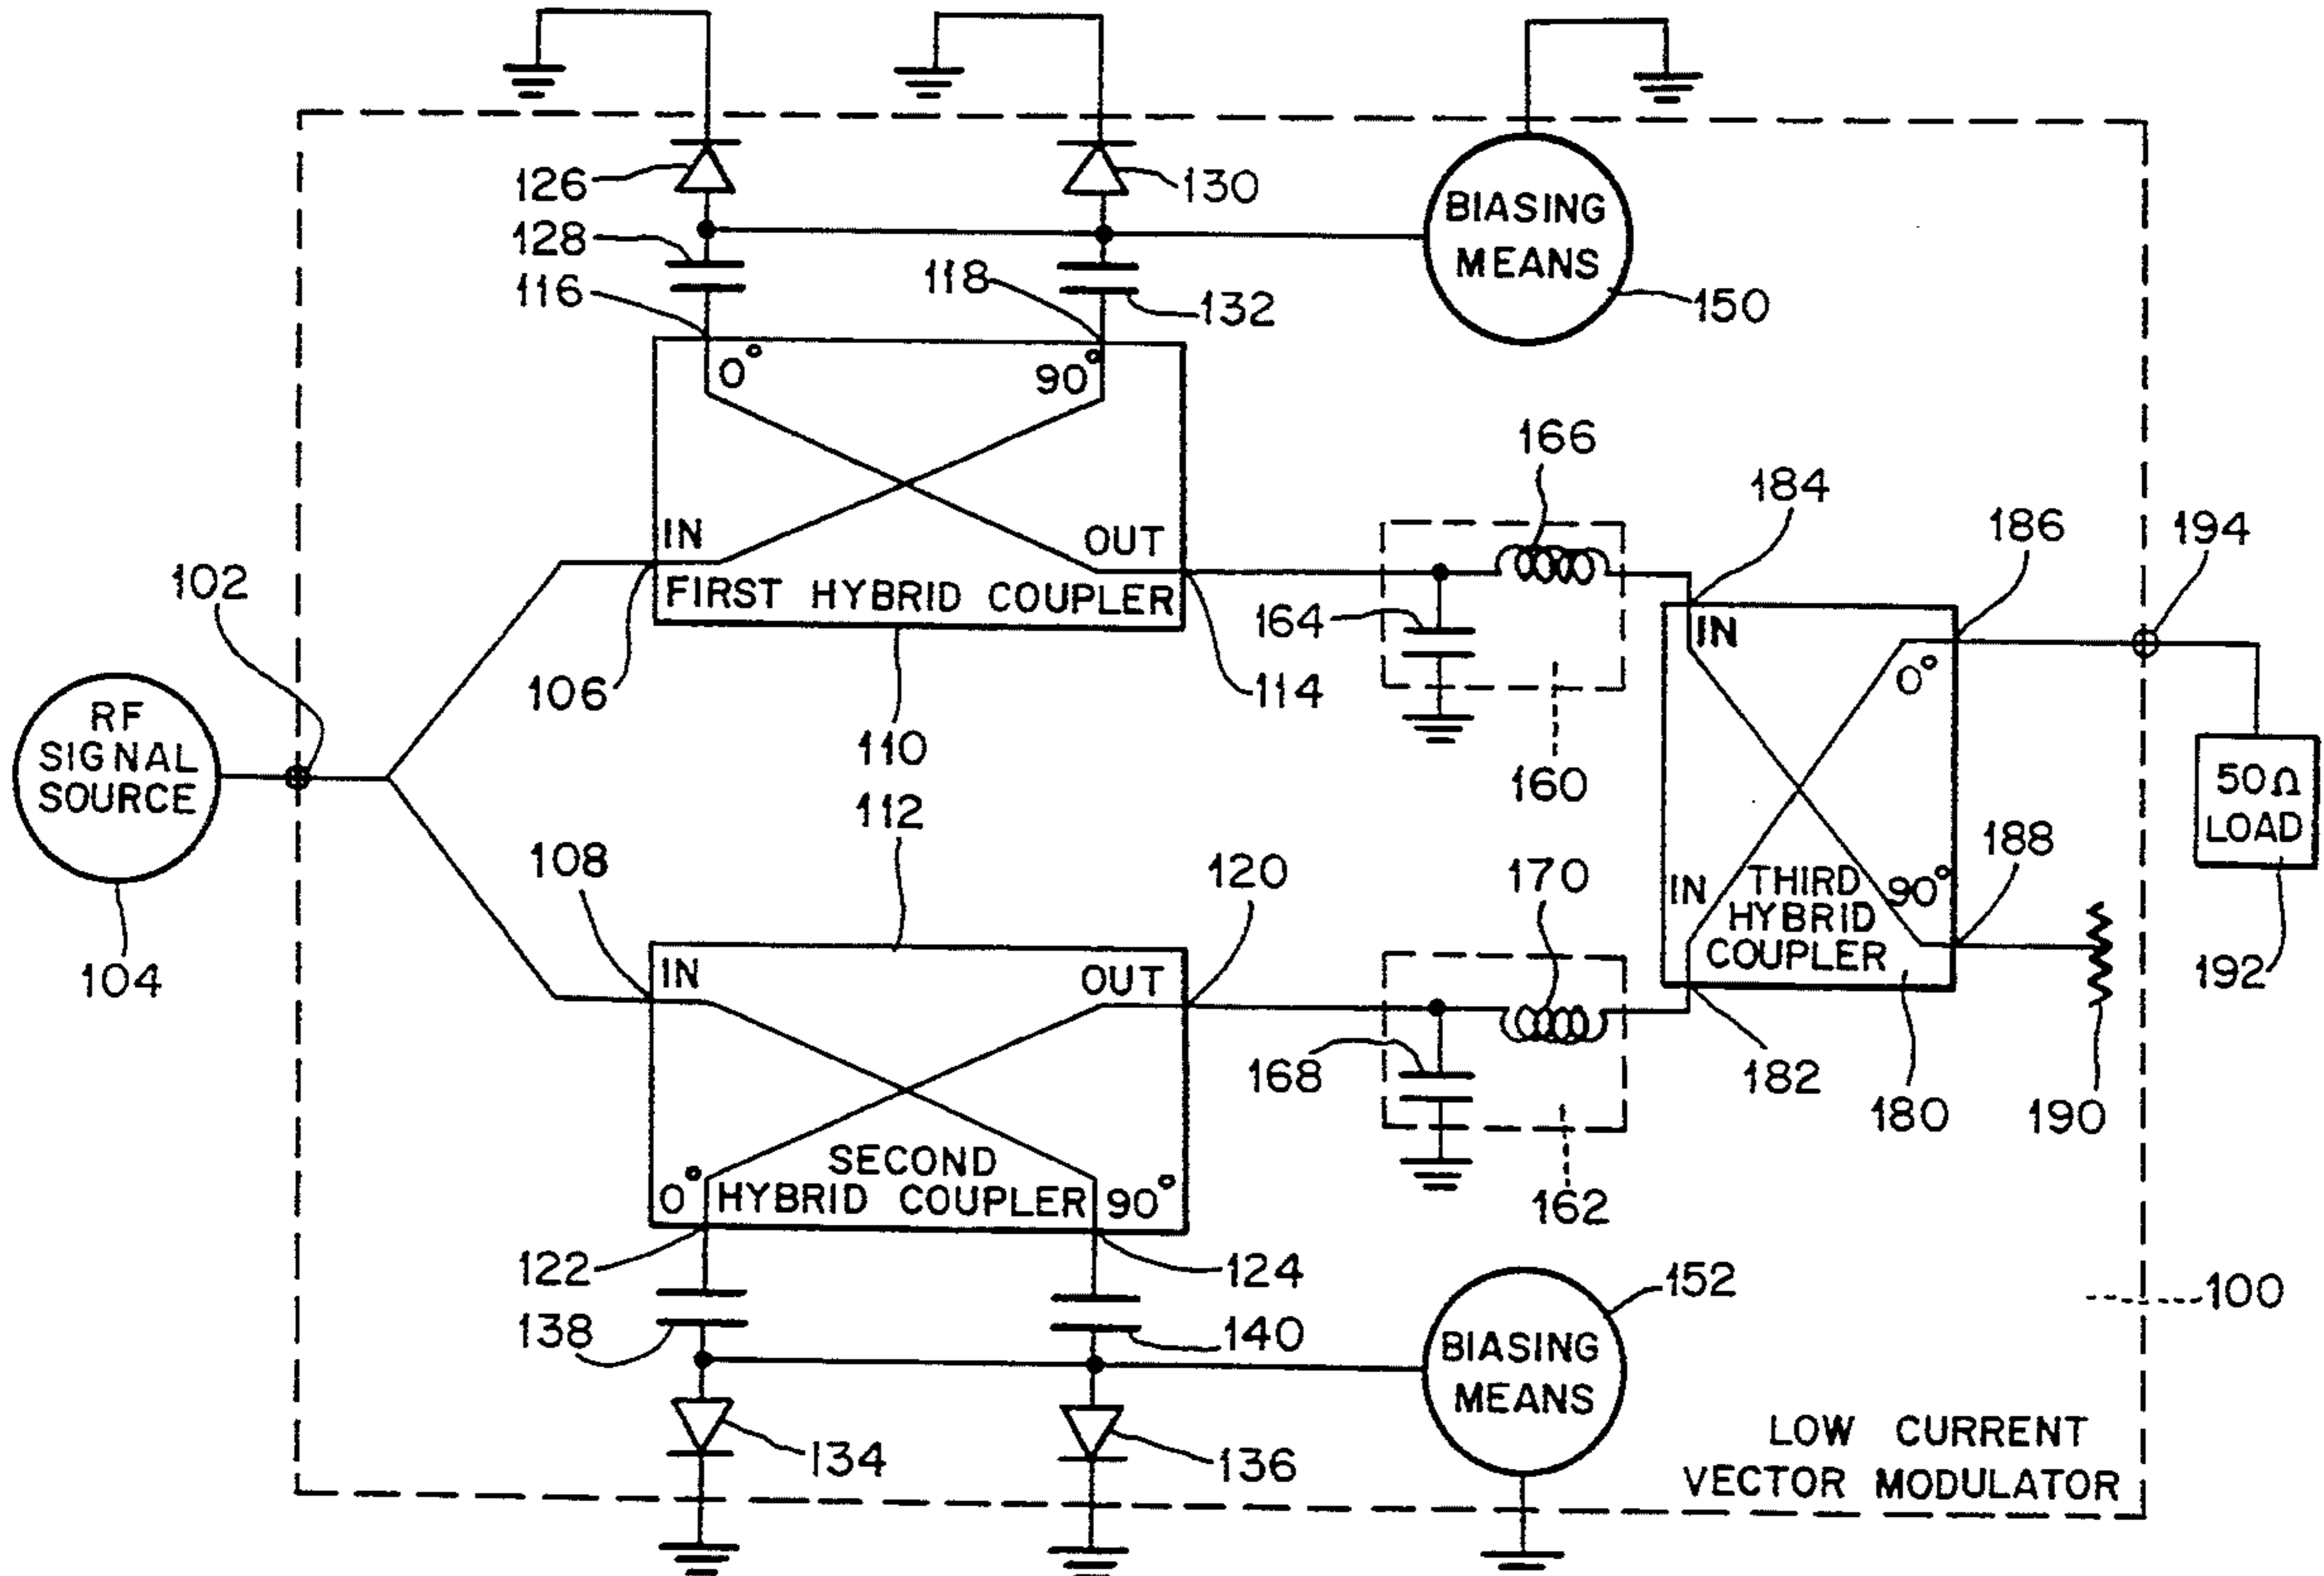 126
130
128
116
118
132
BIASING
MEANS
150
0°
90°
IN
OUT
FIRST HYBRID COUPLER
166
184
186
194
102
164
IN
0°
106
110
114
160
RF
SIGNAL
SOURCE
104
112
50Ω
LOAD
192
108
120
170
188
IN
THIRD
HYBRID
COUPLER
90°
IN
OUT
168
182
180
190
SECOND
HYBRID COUPLER
0°
90°
162
122
124
152
100
138
140
BIASING
MEANS
134
136
LOW CURRENT
VECTOR MODULATOR